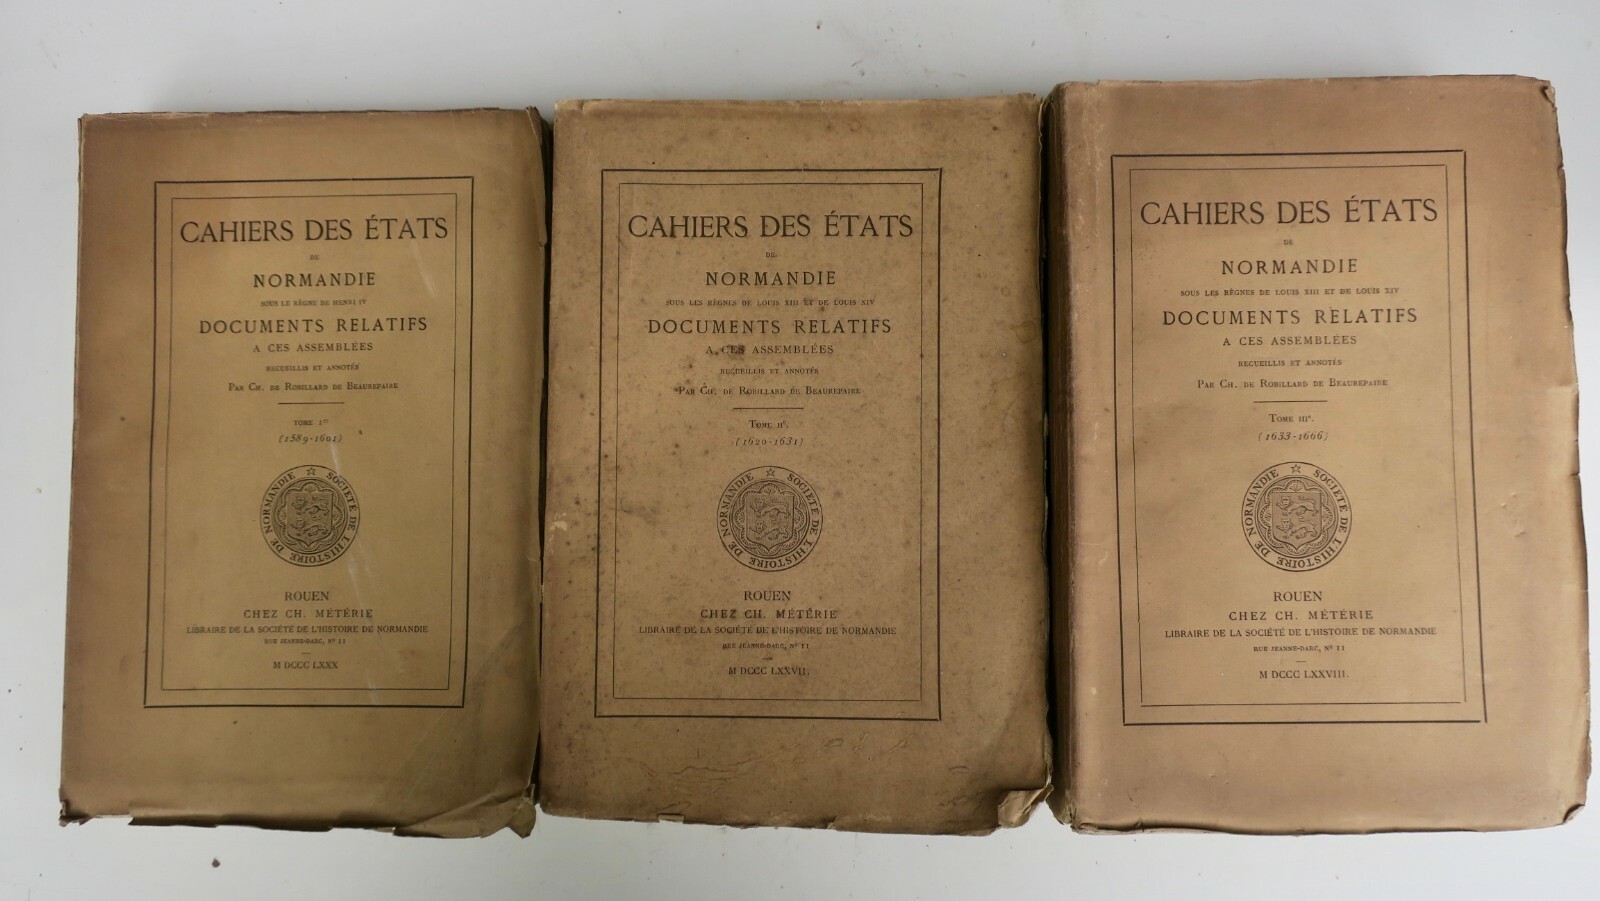 CAHIERS DES ÉTATS
DE
NORMANDIE
SOUS LE RÈGNE DE HENRI IV
DOCUMENTS RELATIFS
A CES ASSEMBLÉES
RECUEILLIS ET ANNOTÉS
PAR CH. DE ROBILLARD DE BEAUREPAIRE
TOME Ier
(1589-1601)
SOCIÉTÉ DE L'HISTOIRE DE NORMANDIE
ROUEN
CHEZ CH. MÉTÉRIE
LIBRAIRE DE LA SOCIÉTÉ DE L'HISTOIRE DE NORMANDIE
RUE JEANNE-DARC, Nº 11
M DCCC LXXX
CAHIERS DES ÉTATS
DE
NORMANDIE
SOUS LES RÈGNES DE LOUIS XIII ET DE LOUIS XIV
DOCUMENTS RELATIFS
A CES ASSEMBLÉES
RECUEILLIS ET ANNOTÉS
PAR CH. DE ROBILLARD DE BEAUREPAIRE
TOME IIe.
(1620-1631)
SOCIÉTÉ DE L'HISTOIRE DE NORMANDIE
ROUEN
CHEZ CH. MÉTÉRIE
LIBRAIRE DE LA SOCIÉTÉ DE L'HISTOIRE DE NORMANDIE
RUE JEANNE-DARC, Nº 11
M DCCC LXXVII.
CAHIERS DES ÉTATS
DE
NORMANDIE
SOUS LES RÈGNES DE LOUIS XIII ET DE LOUIS XIV
DOCUMENTS RELATIFS
A CES ASSEMBLÉES
RECUEILLIS ET ANNOTÉS
PAR CH. DE ROBILLARD DE BEAUREPAIRE
TOME IIIe.
(1633-1666)
SOCIÉTÉ DE L'HISTOIRE DE NORMANDIE
ROUEN
CHEZ CH. MÉTÉRIE
LIBRAIRE DE LA SOCIÉTÉ DE L'HISTOIRE DE NORMANDIE
RUE JEANNE-DARC, Nº 11
M DCCC LXXVIII.